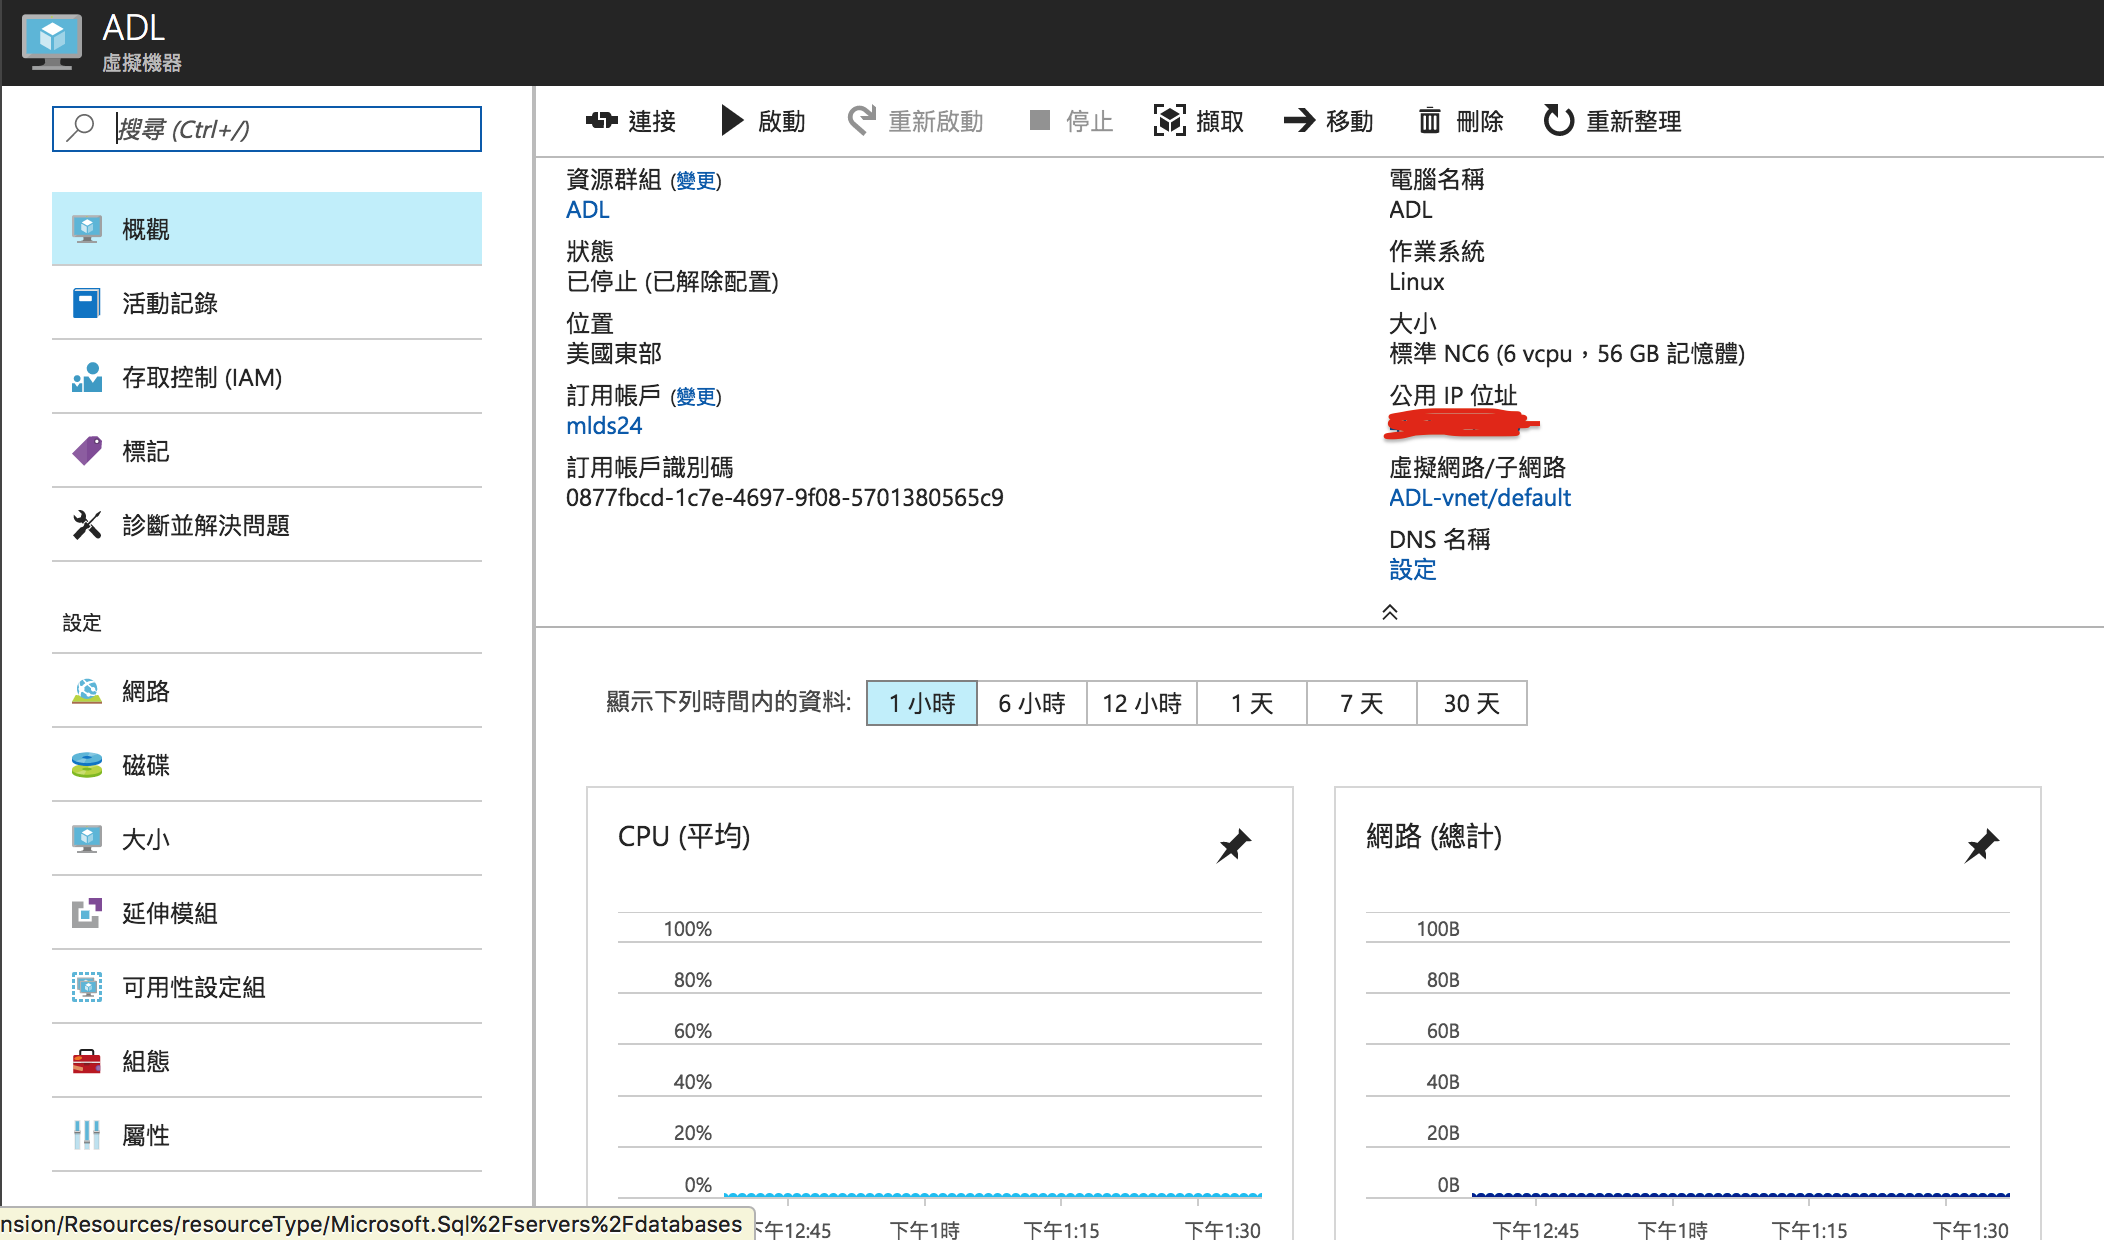 ADL
虛擬機器
搜尋 (Ctrl+/)
概觀
活動記錄
存取控制 (IAM)
標記
診斷並解決問題
設定
網路
磁碟
大小
延伸模組
可用性設定組
組態
屬性
nsion/Resources/resourceType/Microsoft.Sql%2Fservers%2Fdatabases
連接 啟動 重新啟動 停止 擷取 移動 刪除 重新整理
資源群組 (變更)
ADL
狀態
已停止 (已解除配置)
位置
美國東部
訂用帳戶 (變更)
mlds24
訂用帳戶識別碼
0877fbcd-1c7e-4697-9f08-5701380565c9
電腦名稱
ADL
作業系統
Linux
大小
標準 NC6 (6 vcpu，56 GB 記憶體)
公用 IP 位址
虛擬網路/子網路
ADL-vnet/default
DNS 名稱
設定
顯示下列時間内的資料: 1 小時 6 小時 12 小時 1 天 7 天 30 天
CPU (平均)
100%
80%
60%
40%
20%
0%
下午12:45 下午1時 下午1:15 下午1:30
網路 (總計)
100B
80B
60B
40B
20B
0B
下午12:45 下午1時 下午1:15 下午1:30